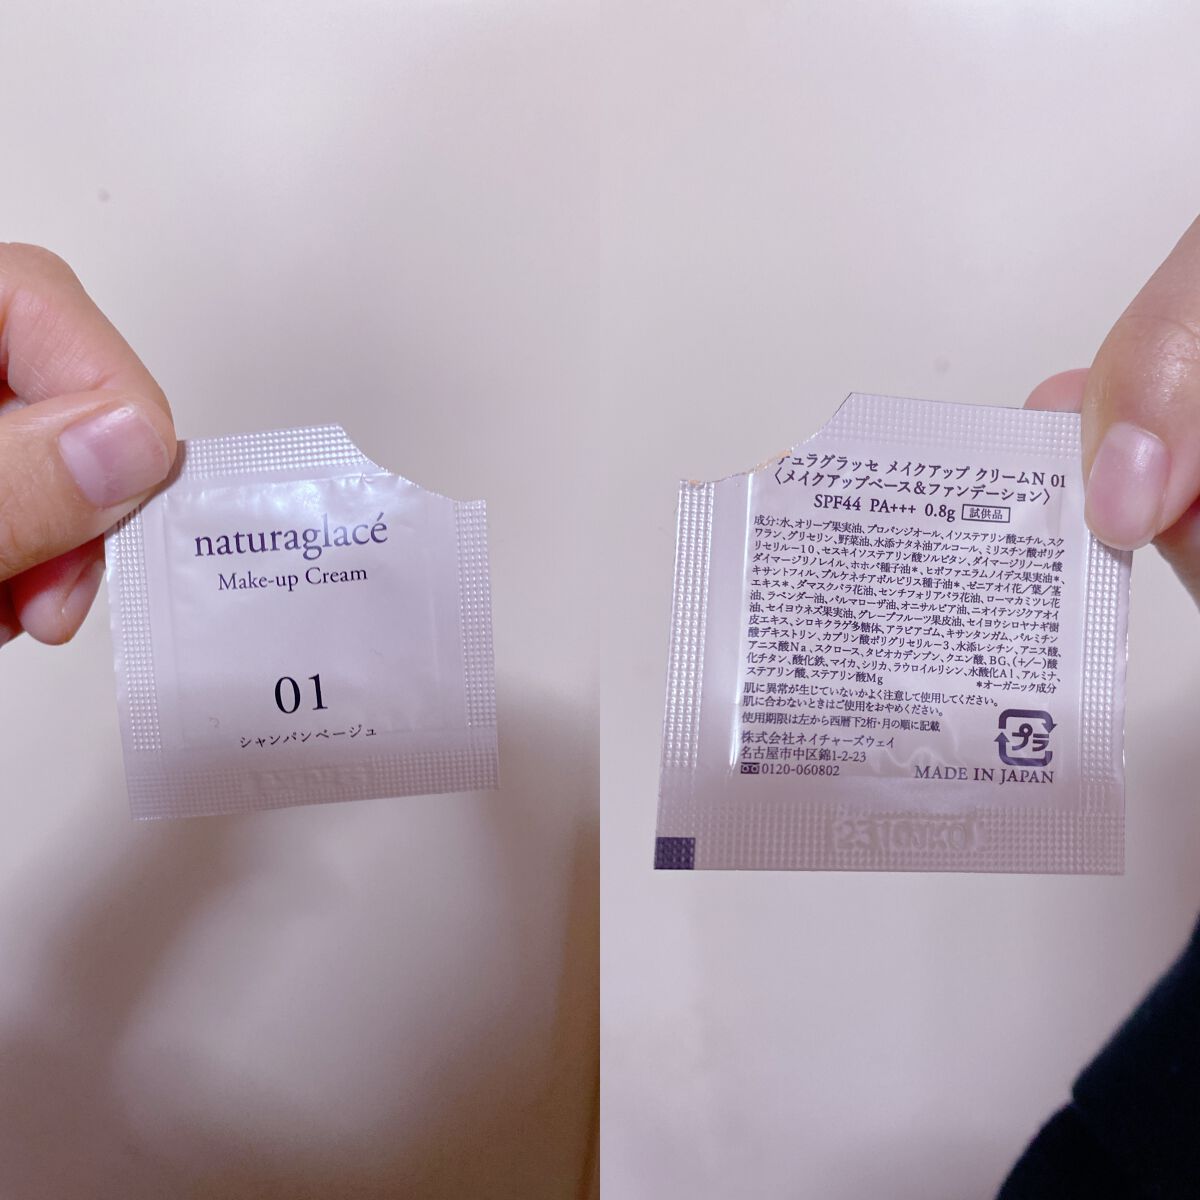 naturaglacé
Make-up Cream
01
シャンパンベージュ
チュラグラッセ メイクアップ クリームN 01
〈メイクアップベース&ファンデーション〉
SPF44 PA+++ 0.8g 試供品
成分:水、オリーブ果実油、プロパンジオール、イソステアリン酸エチル、スク
ワラン、グリセリン、野菜油、水添ナタネ油アルコール、ミリスチン酸ポリグ
リセリル-10、セスキイソステアリン酸ソルビタン、ダイマージリノール酸
ダイマージリノレイル、ホホバ種子油*、ヒポファエラムノイデス果実油*、
キサントフィル、プルケネチアボルビリス種子油*、ゼニアオイ花/葉/茎
エキス*、ダマスクバラ花油、センチフォリアバラ花油、ローマカミツレ花
油、ラベンダー油、パルマローザ油、オニサルビア油、ニオイテンジクアオイ
油、セイヨウネズ果実油、グレープフルーツ果皮油、セイヨウシロヤナギ樹
皮エキス、シロキクラゲ多糖体、アラビアゴム、キサンタンガム、パルミチン
酸デキストリン、カプリン酸ポリグリセリル-3、水添レシチン、アニス酸、
アニス酸Na、スクロース、タピオカデンプン、クエン酸、BG、(+/-)酸
化チタン、酸化鉄、マイカ、シリカ、ラウロイルリシン、水酸化Al、アルミナ、
ステアリン酸、ステアリン酸Mg *オーガニック成分
肌に異常が生じていないかよく注意して使用してください。
肌に合わないときはご使用をおやめください。
使用期限は左から西暦下2桁・月の順に記載
株式会社ネイチャーズウェイ
名古屋市中区錦1-2-23
0120-060802
プラ
MADE IN JAPAN